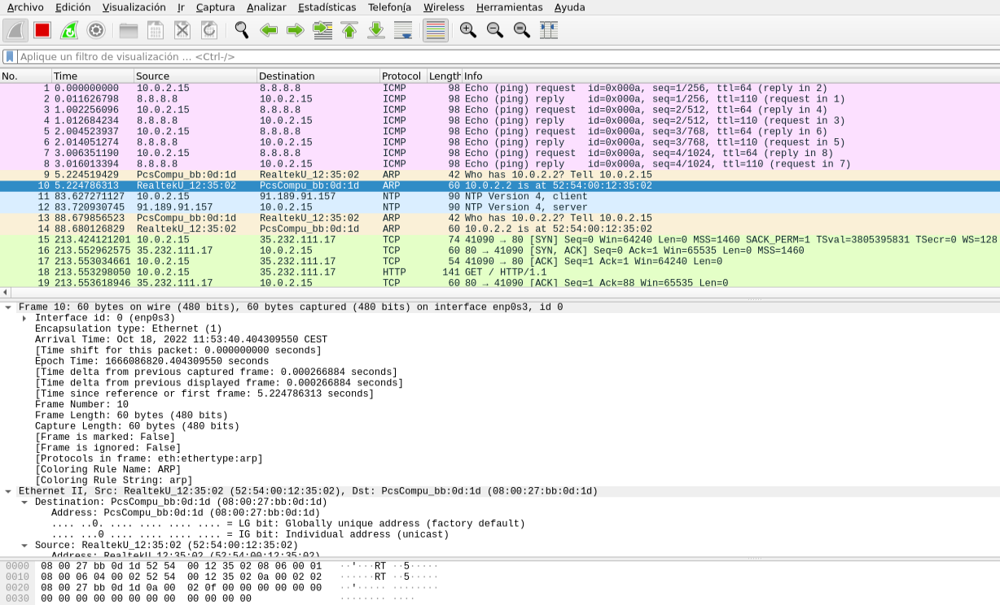 Archivo Edición Visualización Ir Captura Analizar Estadísticas Telefonía Wireless Herramientas Ayuda
Aplique un filtro de visualización … <Ctrl-/>
No. Time Source Destination Protocol Length Info
1 0.000000000 10.0.2.15 8.8.8.8 ICMP 98 Echo (ping) request id=0x000a, seq=1/256, ttl=64 (reply in 2)
2 0.011626798 8.8.8.8 10.0.2.15 ICMP 98 Echo (ping) reply id=0x000a, seq=1/256, ttl=110 (request in 1)
3 1.002256096 10.0.2.15 8.8.8.8 ICMP 98 Echo (ping) request id=0x000a, seq=2/512, ttl=64 (reply in 4)
4 1.012684234 8.8.8.8 10.0.2.15 ICMP 98 Echo (ping) reply id=0x000a, seq=2/512, ttl=110 (request in 3)
5 2.004523937 10.0.2.15 8.8.8.8 ICMP 98 Echo (ping) request id=0x000a, seq=3/768, ttl=64 (reply in 6)
6 2.014051274 8.8.8.8 10.0.2.15 ICMP 98 Echo (ping) reply id=0x000a, seq=3/768, ttl=110 (request in 5)
7 3.006351190 10.0.2.15 8.8.8.8 ICMP 98 Echo (ping) request id=0x000a, seq=4/1024, ttl=64 (reply in 8)
8 3.016013394 8.8.8.8 10.0.2.15 ICMP 98 Echo (ping) reply id=0x000a, seq=4/1024, ttl=110 (request in 7)
9 5.224519429 PcsCompu_bb:0d:1d RealtekU_12:35:02 ARP 42 Who has 10.0.2.2? Tell 10.0.2.15
10 5.224786313 RealtekU_12:35:02 PcsCompu_bb:0d:1d ARP 60 10.0.2.2 is at 52:54:00:12:35:02
11 83.627271127 10.0.2.15 91.189.91.157 NTP 90 NTP Version 4, client
12 83.720930745 91.189.91.157 10.0.2.15 NTP 90 NTP Version 4, server
13 88.679856523 PcsCompu_bb:0d:1d RealtekU_12:35:02 ARP 42 Who has 10.0.2.2? Tell 10.0.2.15
14 88.680126829 RealtekU_12:35:02 PcsCompu_bb:0d:1d ARP 60 10.0.2.2 is at 52:54:00:12:35:02
15 213.424121201 10.0.2.15 35.232.111.17 TCP 74 41090 → 80 [SYN] Seq=0 Win=64240 Len=0 MSS=1460 SACK_PERM=1 TSval=3805395831 TSecr=0 WS=128
16 213.552962575 35.232.111.17 10.0.2.15 TCP 60 80 → 41090 [SYN, ACK] Seq=0 Ack=1 Win=65535 Len=0 MSS=1460
17 213.553034661 10.0.2.15 35.232.111.17 TCP 54 41090 → 80 [ACK] Seq=1 Ack=1 Win=64240 Len=0
18 213.553298050 10.0.2.15 35.232.111.17 HTTP 141 GET / HTTP/1.1
19 213.553618946 35.232.111.17 10.0.2.15 TCP 60 80 → 41090 [ACK] Seq=1 Ack=88 Win=65535 Len=0
Frame 10: 60 bytes on wire (480 bits), 60 bytes captured (480 bits) on interface enp0s3, id 0
Interface id: 0 (enp0s3)
Encapsulation type: Ethernet (1)
Arrival Time: Oct 18, 2022 11:53:40.404309550 CEST
[Time shift for this packet: 0.000000000 seconds]
Epoch Time: 1666086820.404309550 seconds
[Time delta from previous captured frame: 0.000266884 seconds]
[Time delta from previous displayed frame: 0.000266884 seconds]
[Time since reference or first frame: 5.224786313 seconds]
Frame Number: 10
Frame Length: 60 bytes (480 bits)
Capture Length: 60 bytes (480 bits)
[Frame is marked: False]
[Frame is ignored: False]
[Protocols in frame: eth:ethertype:arp]
[Coloring Rule Name: ARP]
[Coloring Rule String: arp]
Ethernet II, Src: RealtekU_12:35:02 (52:54:00:12:35:02), Dst: PcsCompu_bb:0d:1d (08:00:27:bb:0d:1d)
Destination: PcsCompu_bb:0d:1d (08:00:27:bb:0d:1d)
Address: PcsCompu_bb:0d:1d (08:00:27:bb:0d:1d)
.... ..0. .... .... .... .... = LG bit: Globally unique address (factory default)
.... ...0 .... .... .... .... = IG bit: Individual address (unicast)
Source: RealtekU_12:35:02 (52:54:00:12:35:02)
Address: RealtekU_12:35:02 (52:54:00:12:35:02)
0000 08 00 27 bb 0d 1d 52 54 00 12 35 02 08 06 00 01 ··'···RT ··5·····
0010 08 00 06 04 00 02 52 54 00 12 35 02 0a 00 02 02 ······RT ··5·····
0020 08 00 27 bb 0d 1d 0a 00 02 0f 00 00 00 00 00 00 ··'····· ········
0030 00 00 00 00 00 00 00 00 00 00 00 00 ········ ····